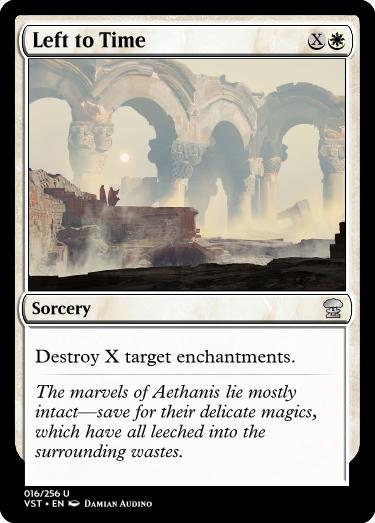 Left to Time X
Sorcery
Destroy X target enchantments.
The marvels of Aethanis lie mostly
intact—save for their delicate magics,
which have all leeched into the
surrounding wastes.
016/256 U
VST • EN DAMIAN AUDINO